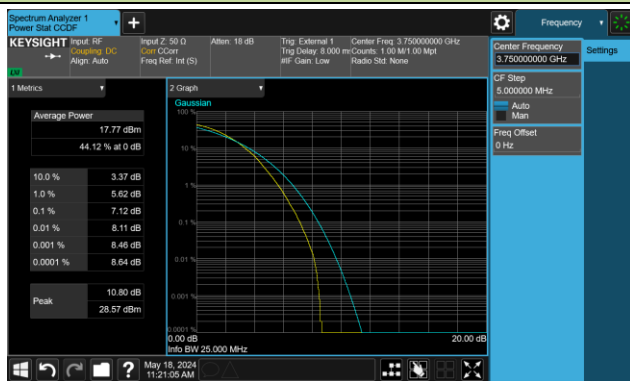 Spectrum Analyzer 1
Power Stat CCDF
Frequency
KEYSIGHT
Input: RF
Coupling: DC
Align: Auto
Input Z: 50 Ω
Corr CCorr
Freq Ref: Int (S)
Atten: 18 dB
Trig: External 1
Trig Delay: 8.000 m
#IF Gain: Low
Center Freq: 3.750000000 GHz
Counts: 1.00 M/1.00 Mpt
Radio Std: None
Center Frequency
3.750000000 GHz
Settings
CF Step
5.000000 MHz
Auto
Man
Freq Offset
0 Hz
1 Metrics
Average Power
17.77 dBm
44.12 % at 0 dB
10.0 % 3.37 dB
1.0 % 5.62 dB
0.1 % 7.12 dB
0.01 % 8.11 dB
0.001 % 8.46 dB
0.0001 % 8.64 dB
Peak
10.80 dB
28.57 dBm
2 Graph
Gaussian
100 %
10 %
1 %
0.1 %
0.01 %
0.001 %
0.0001 %
0.00 dB
20.00 dB
Info BW 25.000 MHz
?
May 18, 2024
11:21:05 AM